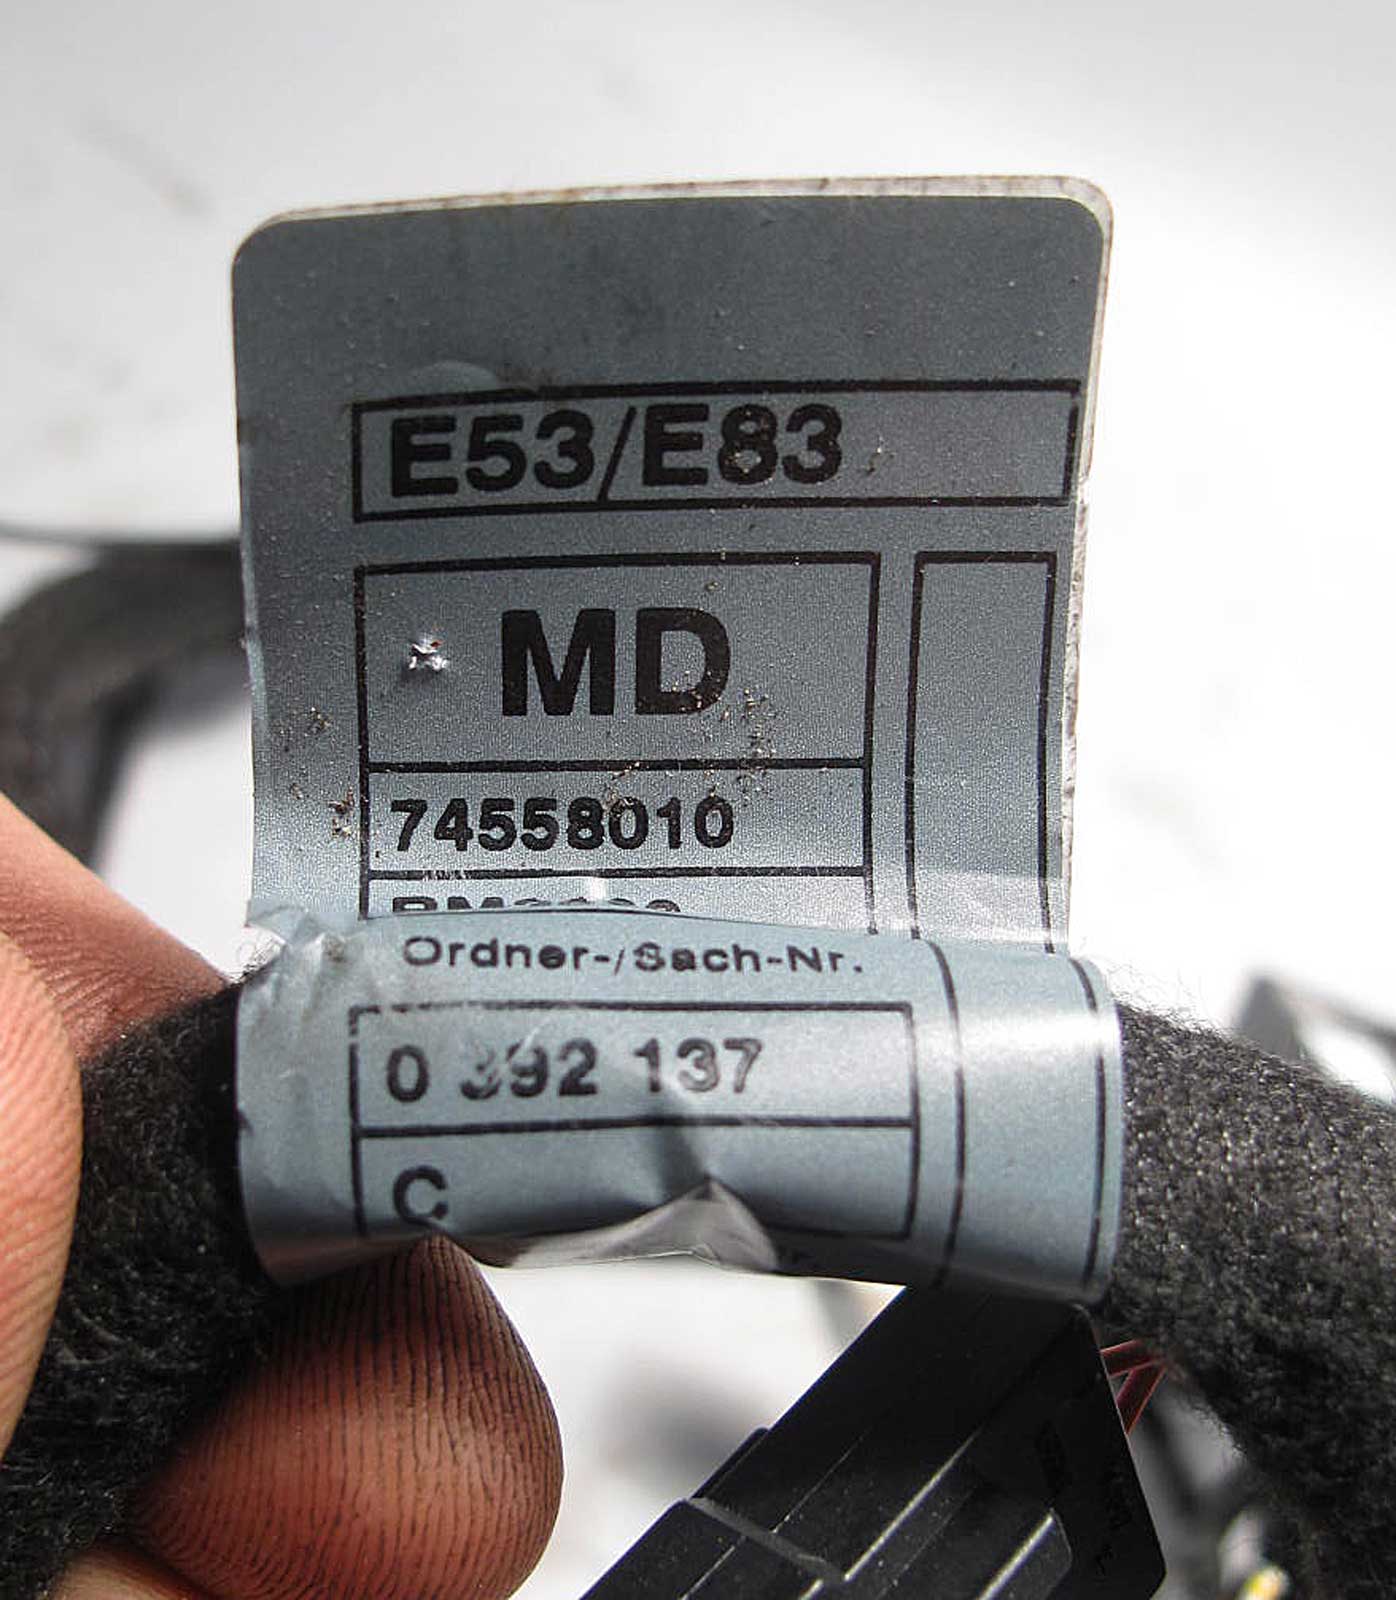 E53/E83
MD
74558010
Ordner-/Sach-Nr.
0 392 137
C